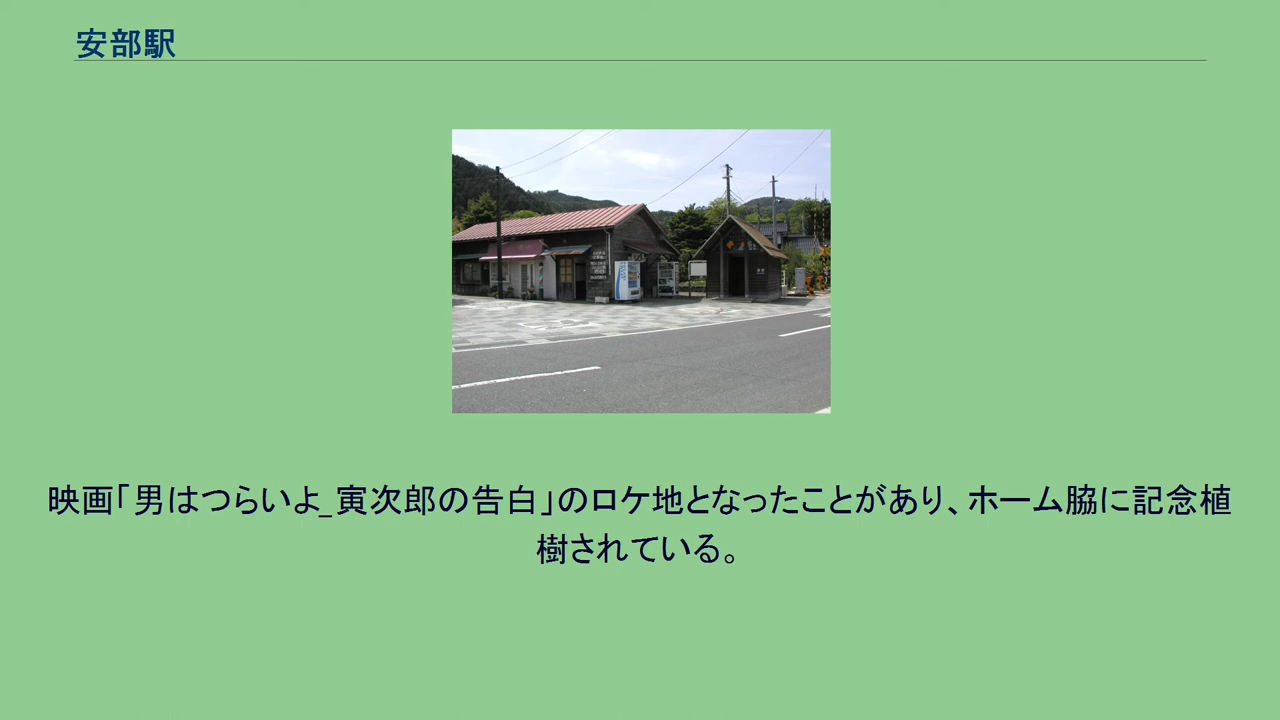 安部駅
映画「男はつらいよ_寅次郎の告白」のロケ地となったことがあり、ホーム脇に記念植
樹されている。